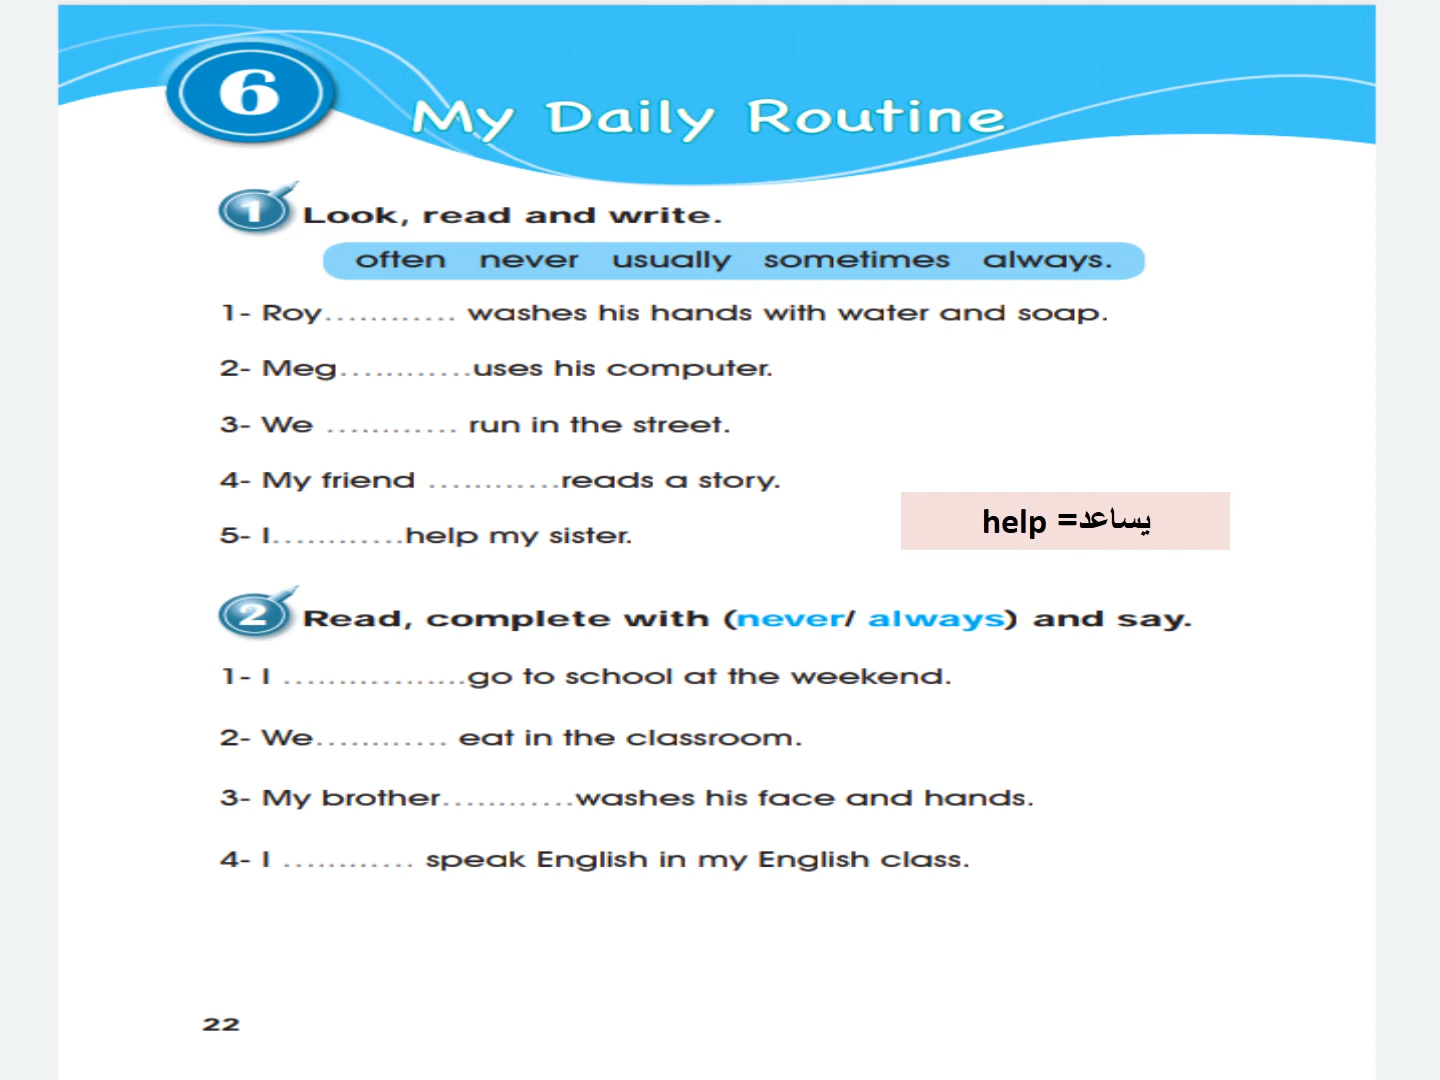 6
My Daily Routine
1 Look, read and write.
often never usually sometimes always.
1- Roy............ washes his hands with water and soap.
2- Meg............uses his computer.
3- We ............ run in the street.
4- My friend ............reads a story.
5- I............help my sister.
help =يساعد
2 Read, complete with (never/ always) and say.
1- I .................go to school at the weekend.
2- We............ eat in the classroom.
3- My brother............washes his face and hands.
4- I ............ speak English in my English class.
22